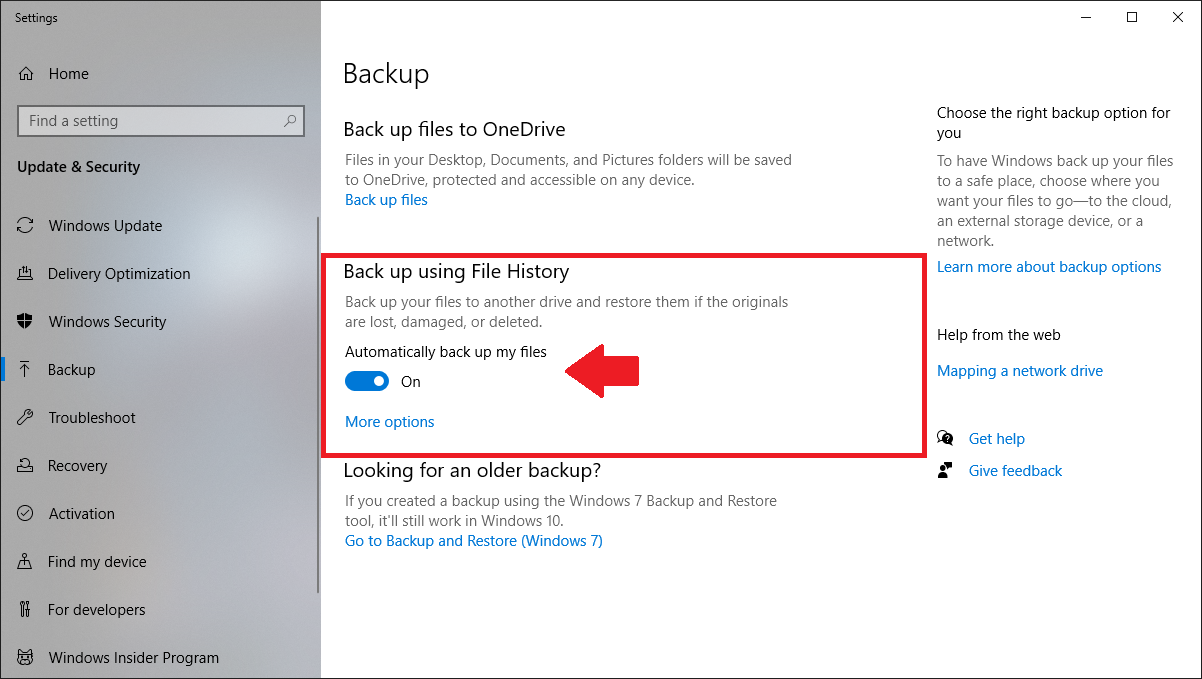 Settings
Home
Find a setting
Update & Security
Windows Update
Delivery Optimization
Windows Security
Backup
Troubleshoot
Recovery
Activation
Find my device
For developers
Windows Insider Program
Backup
Back up files to OneDrive
Files in your Desktop, Documents, and Pictures folders will be saved
to OneDrive, protected and accessible on any device.
Back up files
Back up using File History
Back up your files to another drive and restore them if the originals
are lost, damaged, or deleted.
Automatically back up my files
On
More options
Looking for an older backup?
If you created a backup using the Windows 7 Backup and Restore
tool, it'll still work in Windows 10.
Go to Backup and Restore (Windows 7)
Choose the right backup option for
you
To have Windows back up your files
to a safe place, choose where you
want your files to go—to the cloud,
an external storage device, or a
network.
Learn more about backup options
Help from the web
Mapping a network drive
Get help
Give feedback